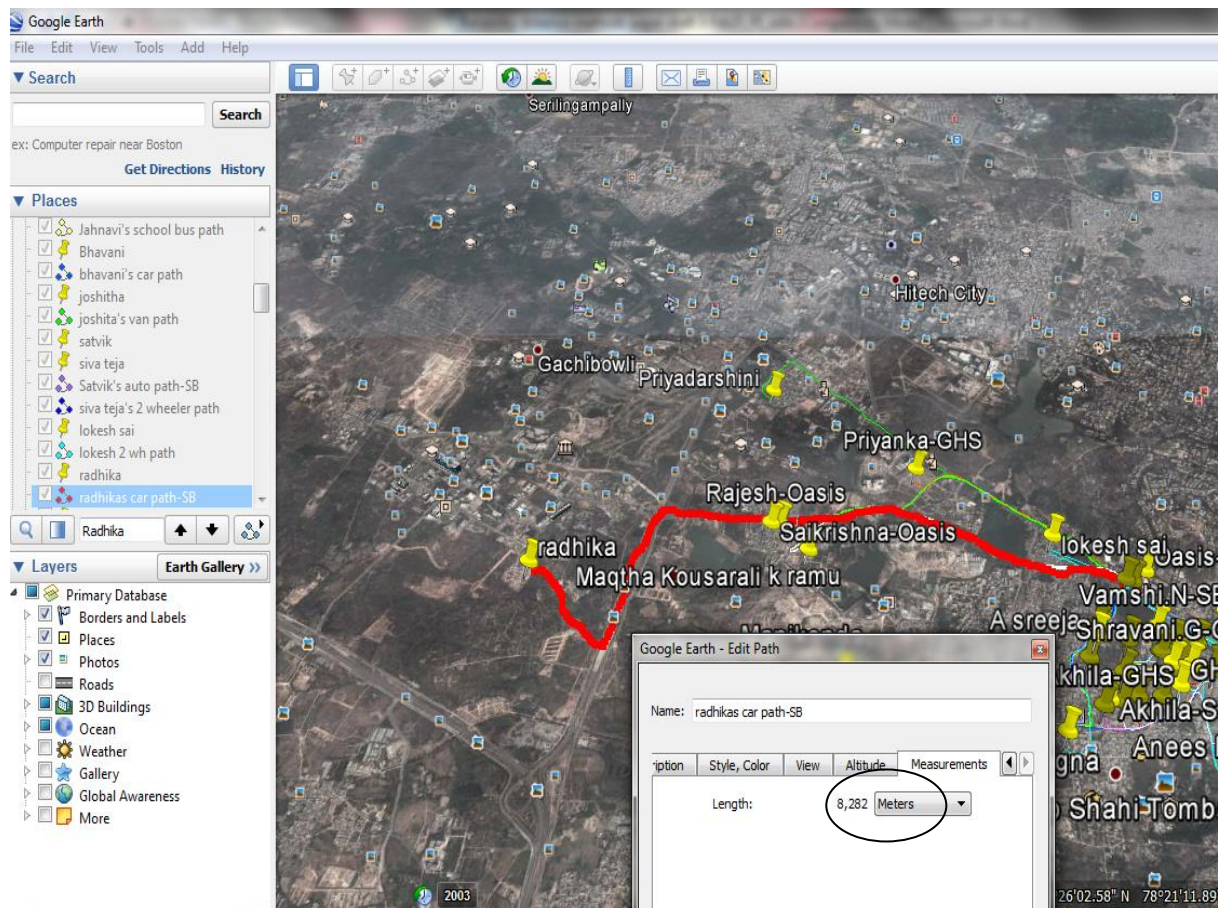 Google Earth
File Edit View Tools Add Help
Search
Search
ex: Computer repair near Boston
Get Directions History
Places
Jahnavi's school bus path
Bhavani
bhavani's car path
joshitha
joshita's van path
satvik
siva teja
Satvik's auto path-SB
siva teja's 2 wheeler path
lokesh sai
lokesh 2 wh path
radhika
radhikas car path-SB
Radhika
Layers
Earth Gallery >>
Primary Database
Borders and Labels
Places
Photos
Roads
3D Buildings
Ocean
Weather
Gallery
Global Awareness
More
Serilingampally
Hitech City
Gachibowli
Priyadarshini
Priyanka-GHS
Rajesh-Oasis
Saikrishna-Oasis
radhika
lokesh sai
Oasis-
Maqtha Kousarali k ramu
Vamshi.N-SB
A sreeja
Shravani.G-G
khila-GHS
GH
Akhila-S
Anees
gna
Shahi Tomb
Google Earth - Edit Path
Name: radhikas car path-SB
ription Style, Color View Altitude Measurements
Length: 8,282 Meters
2003
26'02.58" N 78°21'11.89